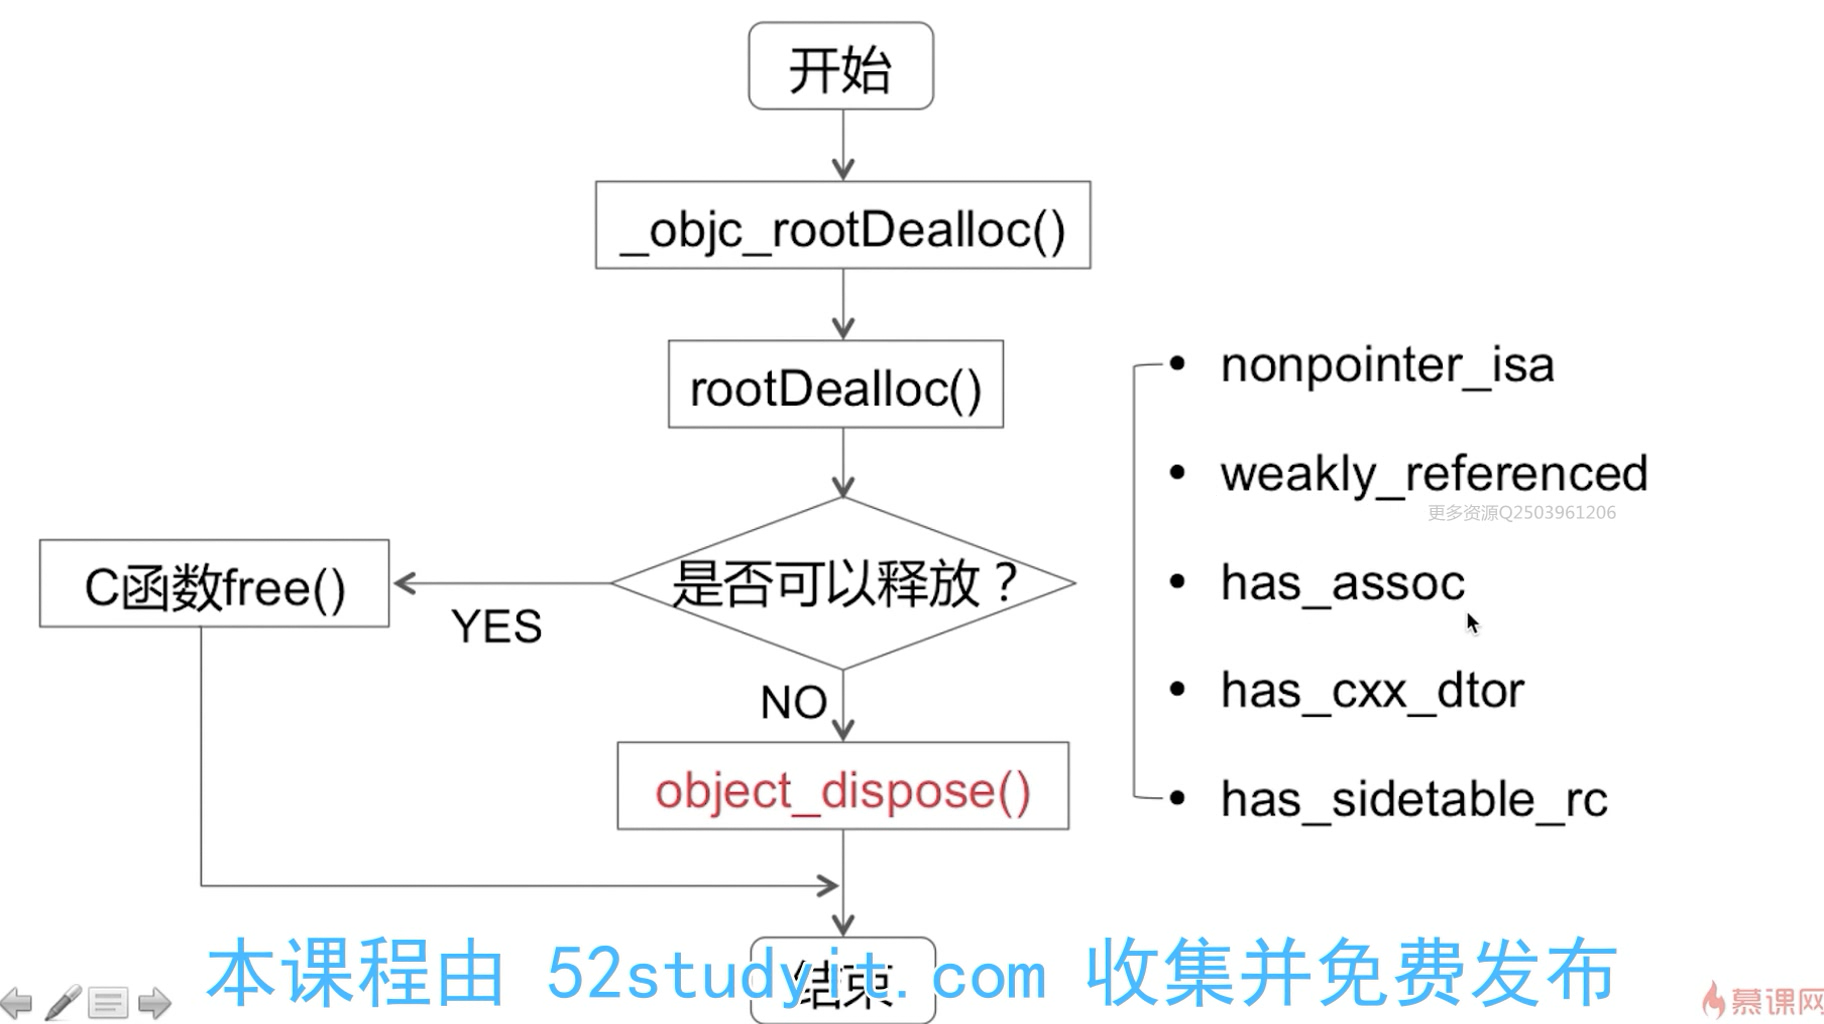 开始
_objc_rootDealloc()
rootDealloc()
是否可以释放？
YES
C函数free()
NO
object_dispose()
结束
• nonpointer_isa
• weakly_referenced
更多资源Q2503961206
• has_assoc
• has_cxx_dtor
• has_sidetable_rc
本课程由 52studyit.com 收集并免费发布
慕课网